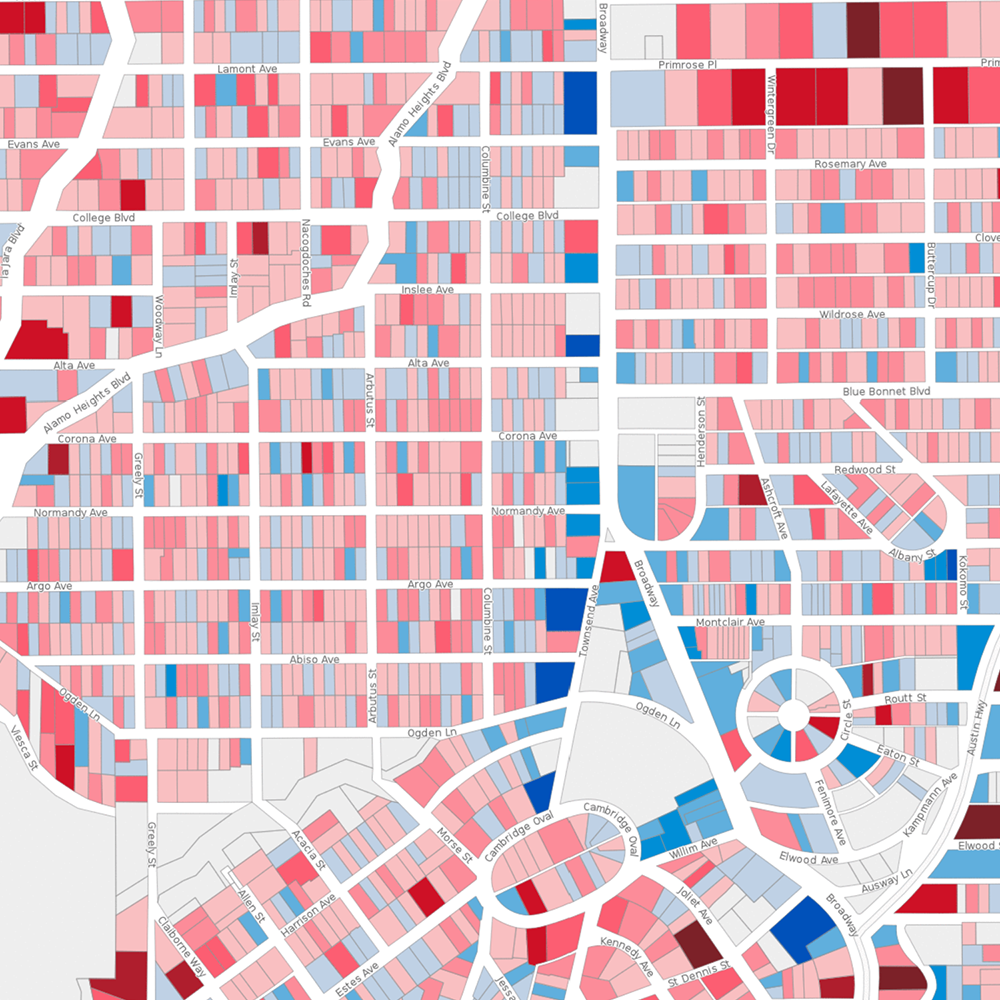 Broadway
Lamont Ave
Primrose Pl
Prim
Alamo Heights Blvd
Wintergreen Dr
Evans Ave
Evans Ave
Rosemary Ave
Columbine St
College Blvd
College Blvd
Nacogdoches Rd
Clove
Imlay St
Buttercup Dr
Inslee Ave
Woodway Ln
Wildrose Ave
Alta Ave
Alta Ave
Alamo Heights Blvd
Arbutus St
Blue Bonnet Blvd
Henderson St
Corona Ave
Corona Ave
Greely St
Redwood St
Ashcroft Ave
Lafayette Ave
Normandy Ave
Normandy Ave
Albany St
Kokomo St
Argo Ave
Argo Ave
Broadway
Townsend Ave
Imlay St
Columbine St
Montclair Ave
Abiso Ave
Arbutus St
Ogden Ln
Ogden Ln
Routt St
Circle St
Austin Hwy
Viesca St
Ogden Ln
Eaton St
Kampmann Ave
Fenimore Ave
Cambridge Oval
Cambridge Oval
Greely St
Acacia St
Morse St
Willim Ave
Elwood Ave
Elwood
Ausway Ln
Allen St
Harrison Ave
Joliet Ave
Broadway
Claiborne Way
Kennedy Ave
Estes Ave
St Dennis St
Jessa